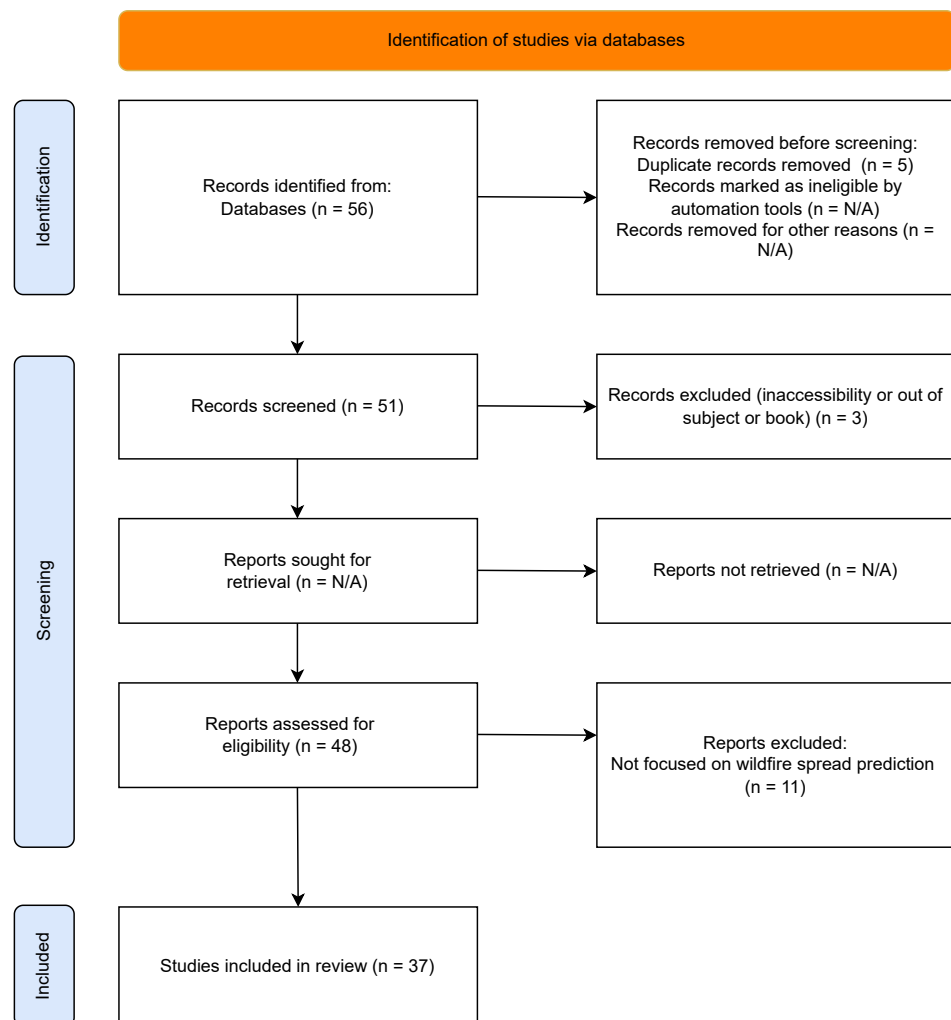 Identification of studies via databases
Identification
Records identified from:
Databases (n = 56)
Records removed before screening:
Duplicate records removed  (n = 5)
Records marked as ineligible by
automation tools (n = N/A)
Records removed for other reasons (n =
N/A)
Screening
Records screened (n = 51)
Records excluded (inaccessibility or out of
subject or book) (n = 3)
Reports sought for
retrieval (n = N/A)
Reports not retrieved (n = N/A)
Reports assessed for
eligibility (n = 48)
Reports excluded:
Not focused on wildfire spread prediction
(n = 11)
Included
Studies included in review (n = 37)